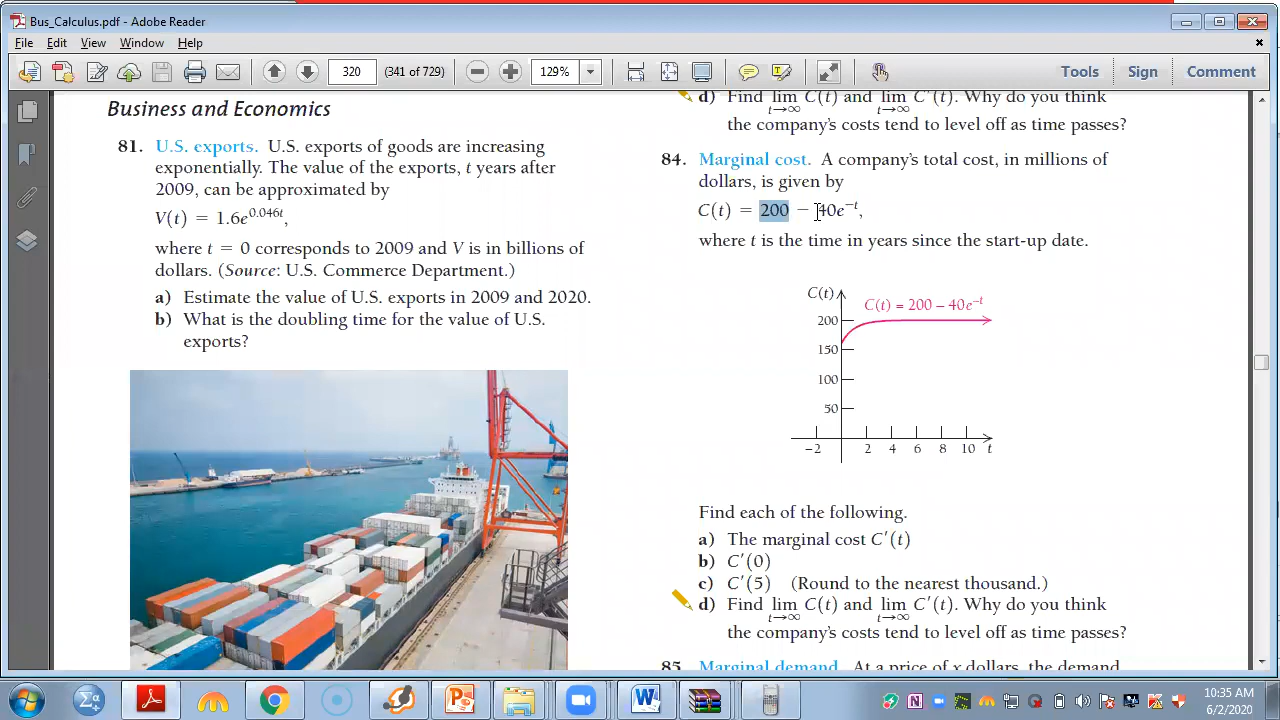 Bus_Calculus.pdf - Adobe Reader
File Edit View Window Help
320 (341 of 729) 129% Tools Sign Comment
Business and Economics
81. U.S. exports. U.S. exports of goods are increasing
exponentially. The value of the exports, t years after
2009, can be approximated by
V(t) = 1.6e^{0.046t},
where t = 0 corresponds to 2009 and V is in billions of
dollars. (Source: U.S. Commerce Department.)
a) Estimate the value of U.S. exports in 2009 and 2020.
b) What is the doubling time for the value of U.S.
exports?
d) Find lim C(t) and lim C′(t). Why do you think
t→∞ t→∞
the company's costs tend to level off as time passes?
84. Marginal cost. A company's total cost, in millions of
dollars, is given by
C(t) = 200 − 40e^{−t},
where t is the time in years since the start-up date.
C(t)
C(t) = 200 − 40e^{−t}
200
150
100
50
−2 2 4 6 8 10 t
Find each of the following.
a) The marginal cost C′(t)
b) C′(0)
c) C′(5) (Round to the nearest thousand.)
d) Find lim C(t) and lim C′(t). Why do you think
t→∞ t→∞
the company's costs tend to level off as time passes?
85. Marginal demand. At a price of x dollars, the demand
10:35 AM
6/2/2020